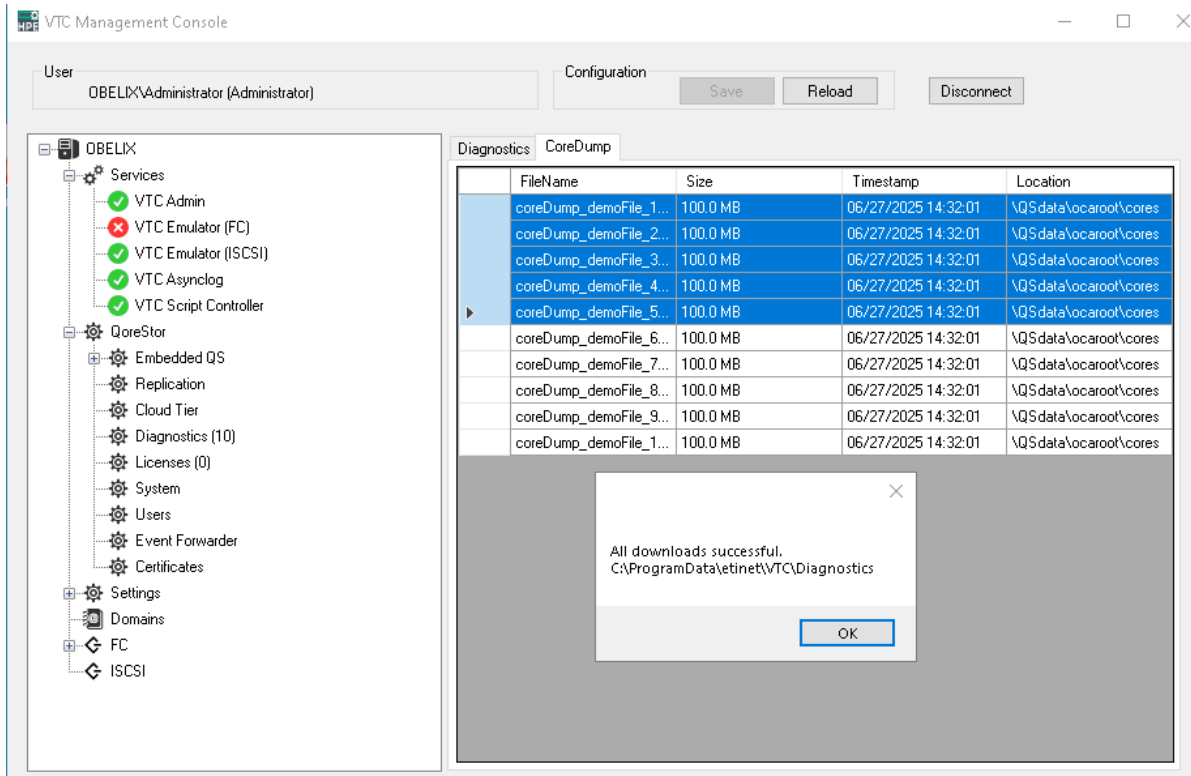 HPE VTC Management Console
User
OBELIX\Administrator (Administrator)
Configuration
Save Reload Disconnect
OBELIX
Services
VTC Admin
VTC Emulator (FC)
VTC Emulator (ISCSI)
VTC Asynclog
VTC Script Controller
QoreStor
Embedded QS
Replication
Cloud Tier
Diagnostics (10)
Licenses (0)
System
Users
Event Forwarder
Certificates
Settings
Domains
FC
ISCSI
Diagnostics CoreDump
FileName Size Timestamp Location
coreDump_demoFile_1... 100.0 MB 06/27/2025 14:32:01 \QSdata\ocaroot\cores
coreDump_demoFile_2... 100.0 MB 06/27/2025 14:32:01 \QSdata\ocaroot\cores
coreDump_demoFile_3... 100.0 MB 06/27/2025 14:32:01 \QSdata\ocaroot\cores
coreDump_demoFile_4... 100.0 MB 06/27/2025 14:32:01 \QSdata\ocaroot\cores
coreDump_demoFile_5... 100.0 MB 06/27/2025 14:32:01 \QSdata\ocaroot\cores
coreDump_demoFile_6... 100.0 MB 06/27/2025 14:32:01 \QSdata\ocaroot\cores
coreDump_demoFile_7... 100.0 MB 06/27/2025 14:32:01 \QSdata\ocaroot\cores
coreDump_demoFile_8... 100.0 MB 06/27/2025 14:32:01 \QSdata\ocaroot\cores
coreDump_demoFile_9... 100.0 MB 06/27/2025 14:32:01 \QSdata\ocaroot\cores
coreDump_demoFile_1... 100.0 MB 06/27/2025 14:32:01 \QSdata\ocaroot\cores
All downloads successful.
C:\ProgramData\etinet\VTC\Diagnostics
OK